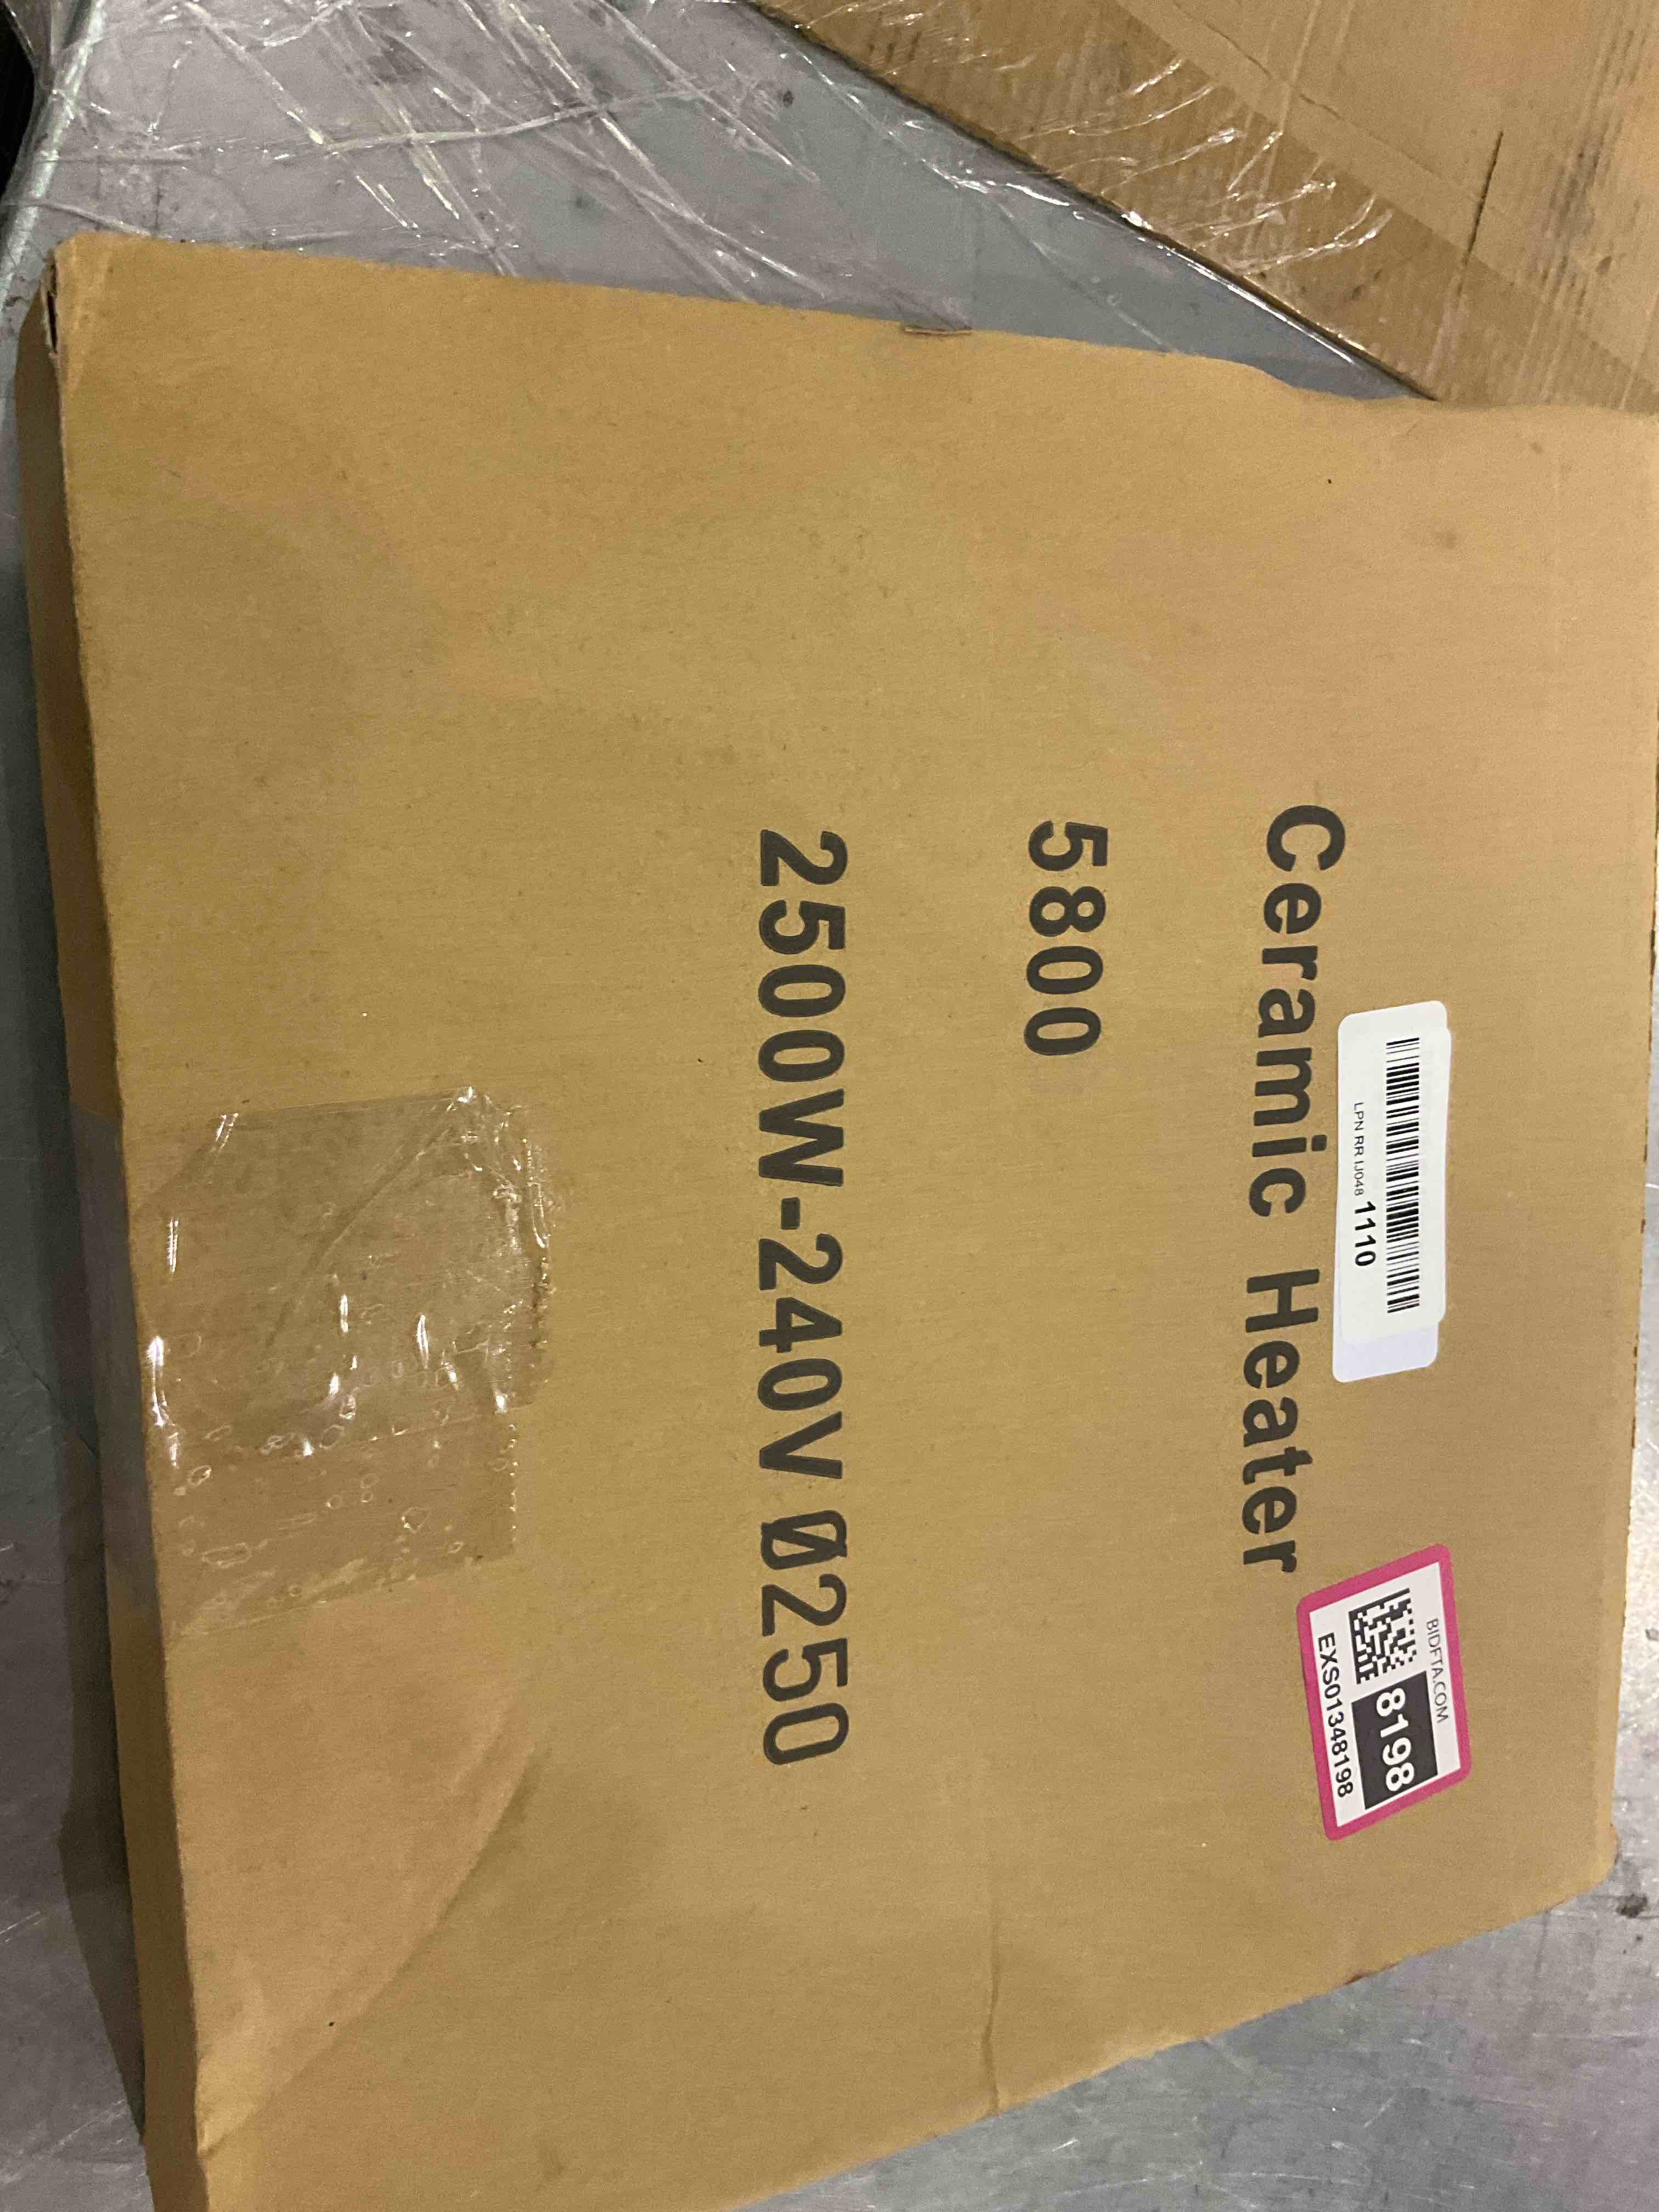 LPN RR IJ048 1110
BIDFTA.COM
8198
EXS01348198
Ceramic Heater
5800
2500W-240V Ø250